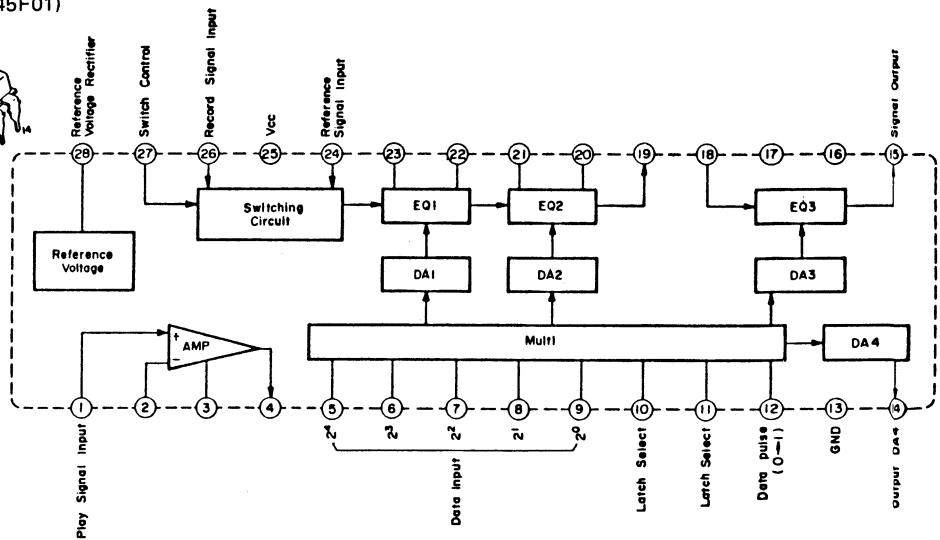 45F01)
14
Reference
Voltage Rectifier
Switch Control
Record Signal Input
Vcc
Reference
Signal Input
Signal Output
28 27 26 25 24 23 22 21 20 19 18 17 16 15
Switching
Circuit
EQ1
EQ2
EQ3
Reference
Voltage
DA1
DA2
DA3
+
AMP
−
Multi
DA4
1 2 3 4 5 6 7 8 9 10 11 12 13 14
Play Signal Input
2⁴ 2³ 2² 2¹ 2⁰
Data Input
Latch Select
Latch Select
Data pulse
(0→1)
GND
Output DA4